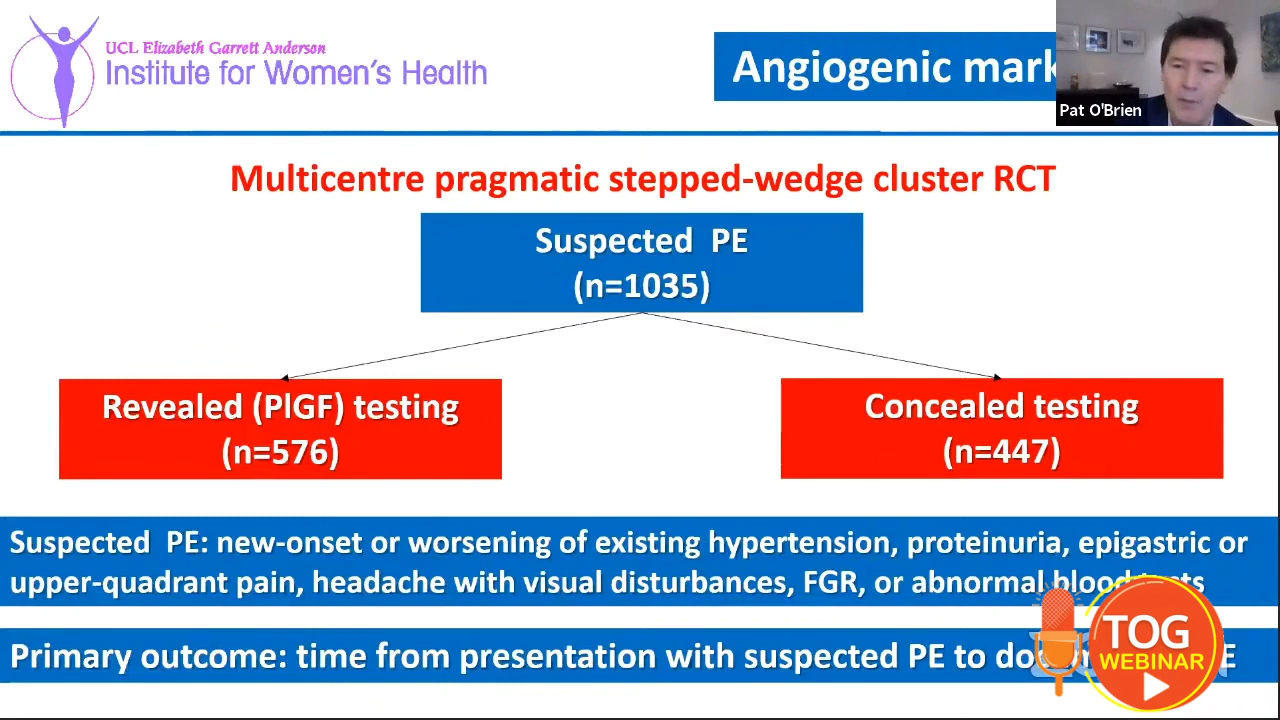 UCL Elizabeth Garrett Anderson
Institute for Women's Health
Angiogenic mark
Pat O'Brien
Multicentre pragmatic stepped-wedge cluster RCT
Suspected PE
(n=1035)
Revealed (PlGF) testing
(n=576)
Concealed testing
(n=447)
Suspected PE: new-onset or worsening of existing hypertension, proteinuria, epigastric or
upper-quadrant pain, headache with visual disturbances, FGR, or abnormal blood
Primary outcome: time from presentation with suspected PE to
TOG
WEBINAR